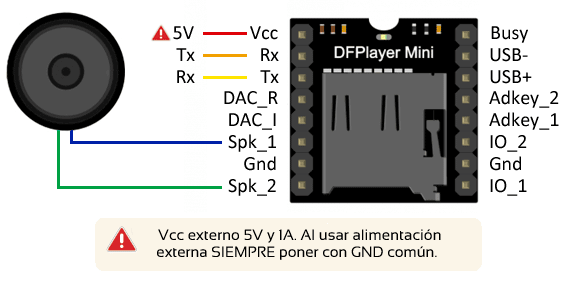 5V Vcc Busy
DFPlayer Mini
Tx Rx USB-
Rx Tx USB+
DAC_R Adkey_2
DAC_I Adkey_1
Spk_1 IO_2
Gnd Gnd
Spk_2 IO_1
Vcc externo 5V y 1A. Al usar alimentación
externa SIEMPRE poner con GND común.